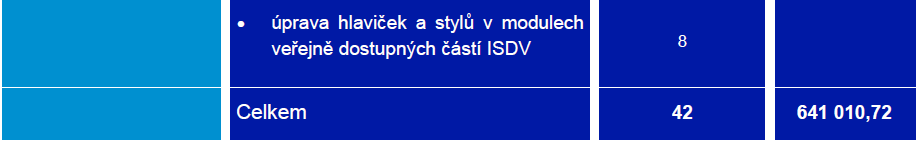 • úprava hlaviček a stylů v modulech
veřejně dostupných částí ISDV
8
Celkem 42 641 010,72